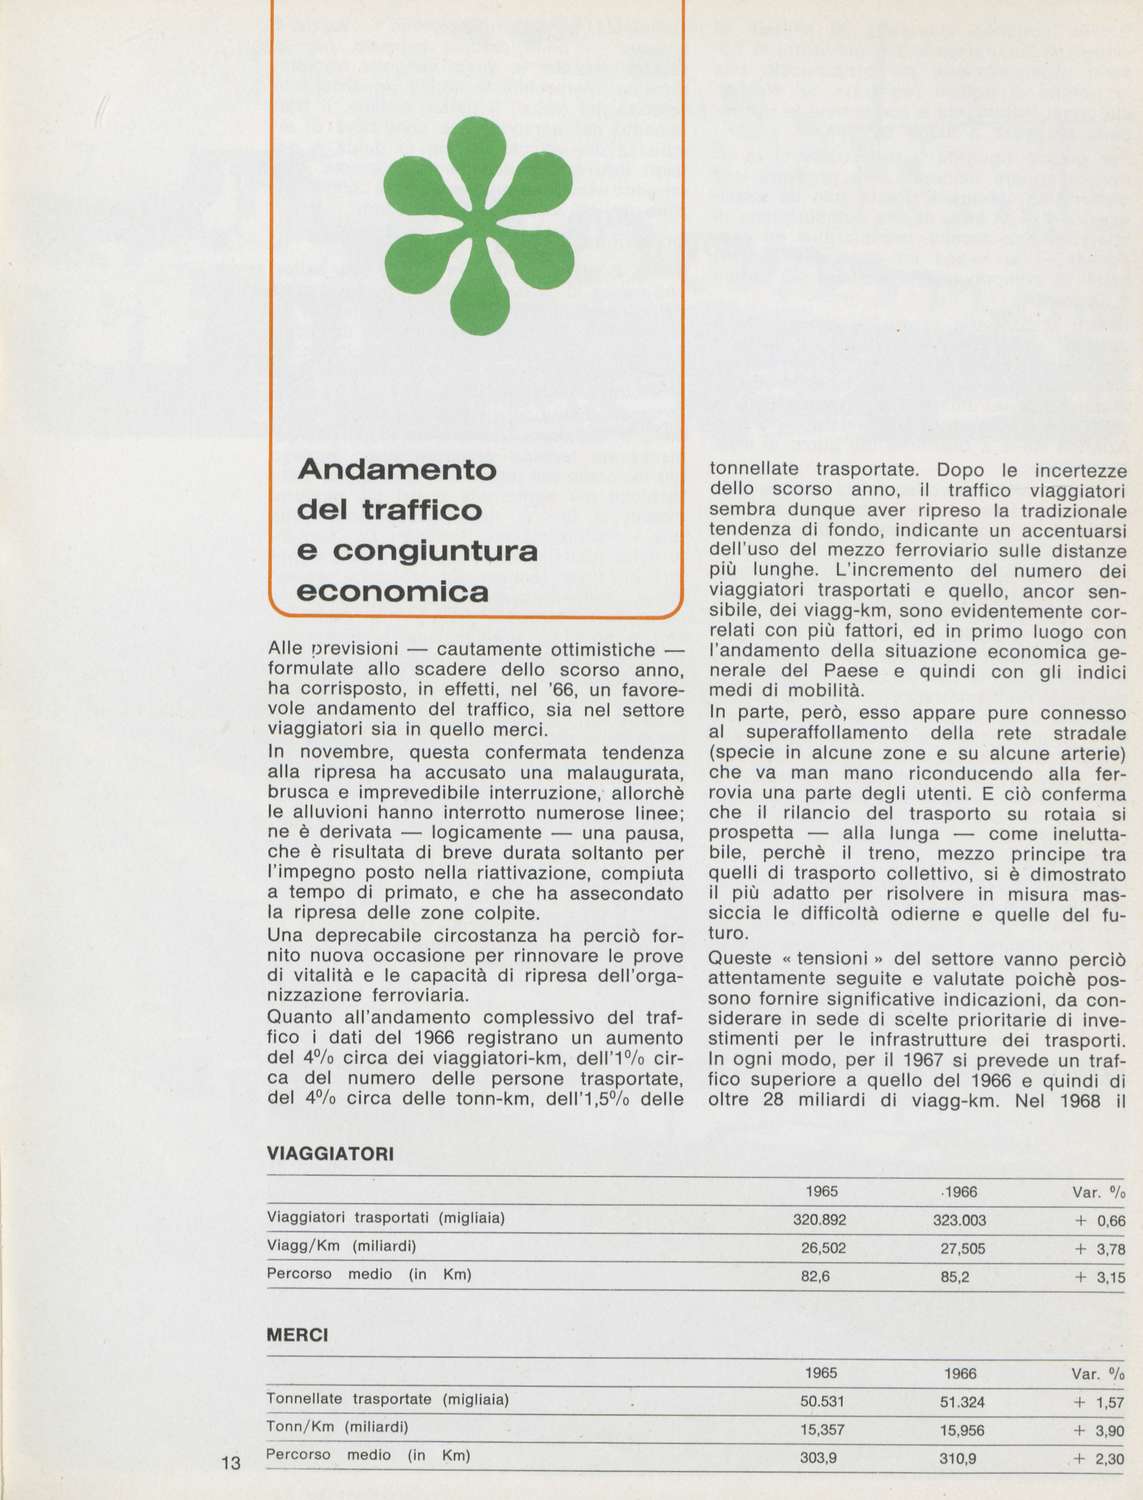 Andamento
del traffico
e congiuntura
economica
Alle previsioni — cautamente ottimistiche —
formulate allo scadere dello scorso anno,
ha corrisposto, in effetti, nel '66, un favore-
vole andamento del traffico, sia nel settore
viaggiatori sia in quello merci.
In novembre, questa confermata tendenza
alla ripresa ha accusato una malaugurata,
brusca e imprevedibile interruzione, allorchè
le alluvioni hanno interrotto numerose linee;
ne è derivata — logicamente — una pausa,
che è risultata di breve durata soltanto per
l'impegno posto nella riattivazione, compiuta
a tempo di primato, e che ha assecondato
la ripresa delle zone colpite.
Una deprecabile circostanza ha perciò for-
nito nuova occasione per rinnovare le prove
di vitalità e le capacità di ripresa dell'orga-
nizzazione ferroviaria.
Quanto all'andamento complessivo del traf-
fico i dati del 1966 registrano un aumento
del 4% circa dei viaggiatori-km, dell'1% cir-
ca del numero delle persone trasportate,
del 4% circa delle tonn-km, dell'1,5% delle
tonnellate trasportate. Dopo le incertezze
dello scorso anno, il traffico viaggiatori
sembra dunque aver ripreso la tradizionale
tendenza di fondo, indicante un accentuarsi
dell'uso del mezzo ferroviario sulle distanze
più lunghe. L'incremento del numero dei
viaggiatori trasportati e quello, ancor sen-
sibile, dei viagg-km, sono evidentemente cor-
relati con più fattori, ed in primo luogo con
l'andamento della situazione economica ge-
nerale del Paese e quindi con gli indici
medi di mobilità.
In parte, però, esso appare pure connesso
al superaffollamento della rete stradale
(specie in alcune zone e su alcune arterie)
che va man mano riconducendo alla fer-
rovia una parte degli utenti. E ciò conferma
che il rilancio del trasporto su rotaia si
prospetta — alla lunga — come inelutta-
bile, perchè il treno, mezzo principe tra
quelli di trasporto collettivo, si è dimostrato
il più adatto per risolvere in misura mas-
siccia le difficoltà odierne e quelle del fu-
turo.
Queste « tensioni » del settore vanno perciò
attentamente seguite e valutate poichè pos-
sono fornire significative indicazioni, da con-
siderare in sede di scelte prioritarie di inve-
stimenti per le infrastrutture dei trasporti.
In ogni modo, per il 1967 si prevede un traf-
fico superiore a quello del 1966 e quindi di
oltre 28 miliardi di viagg-km. Nel 1968 il
VIAGGIATORI
1965 1966 Var. %
Viaggiatori trasportati (migliaia) 320.892 323.003 + 0,66
Viagg/Km (miliardi) 26,502 27,505 + 3,78
Percorso medio (in Km) 82,6 85,2 + 3,15
MERCI
1965 1966 Var. %
Tonnellate trasportate (migliaia) 50.531 51.324 + 1,57
Tonn/Km (miliardi) 15,357 15,956 + 3,90
Percorso medio (in Km) 303,9 310,9 + 2,30
13